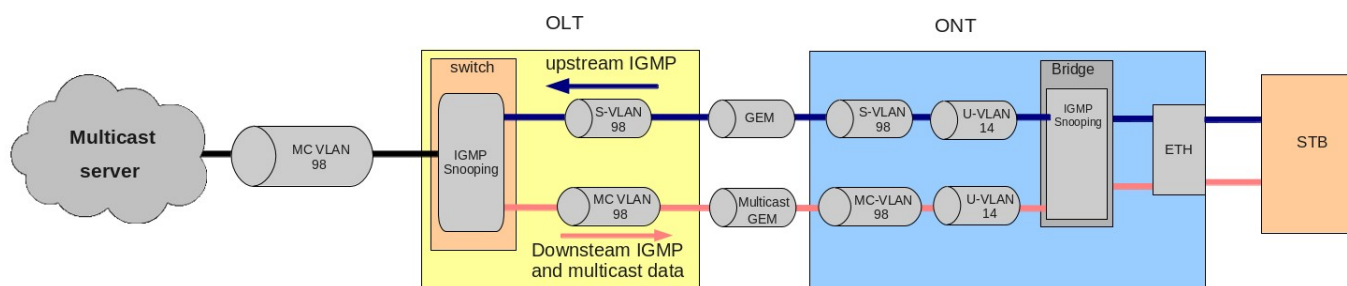 OLT
ONT
switch
upstream IGMP
Bridge
S-VLAN
98
GEM
S-VLAN
98
U-VLAN
14
IGMP
Snooping
Multicast
server
MC VLAN
98
IGMP
Snooping
ETH
STB
MC VLAN
98
Multicast
GEM
MC-VLAN
98
U-VLAN
14
Downsteam IGMP
and multicast data